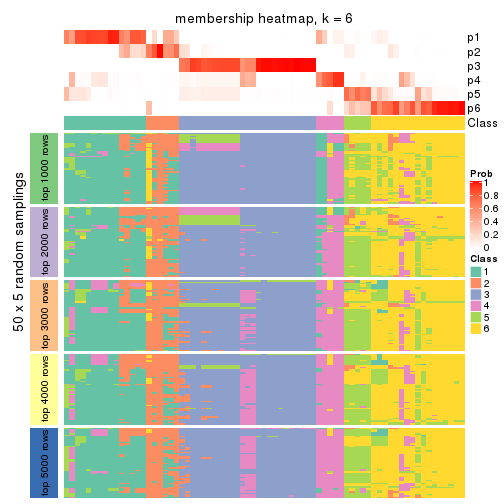 membership heatmap, k = 6
p1
p2
p3
p4
p5
p6
Class
50 x 5 random samplings
top 1000 rows
top 2000 rows
top 3000 rows
top 4000 rows
top 5000 rows
Prob
1
0.8
0.6
0.4
0.2
0
Class
1
2
3
4
5
6